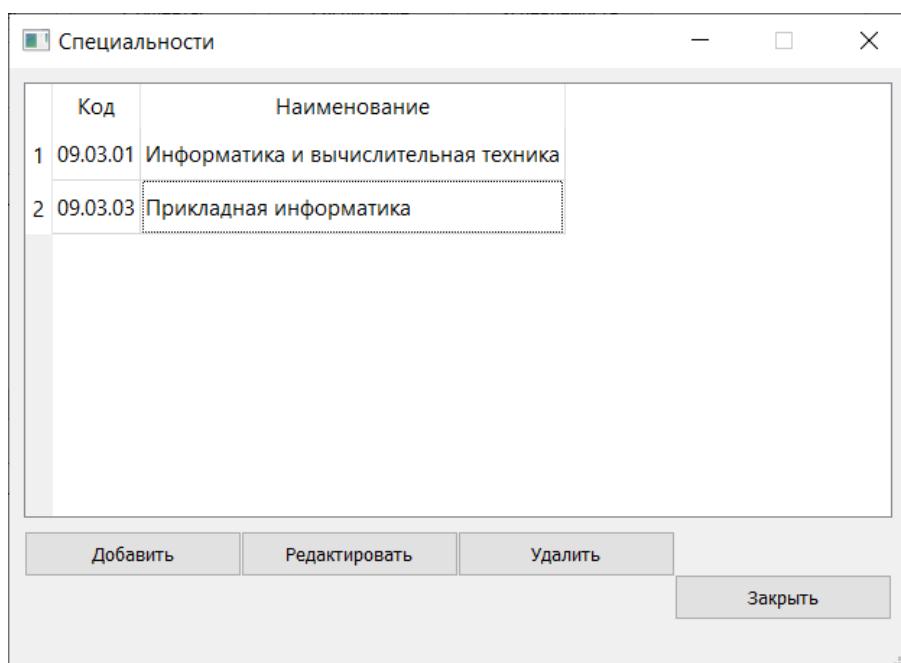 Специальности
Код Наименование
1 09.03.01 Информатика и вычислительная техника
2 09.03.03 Прикладная информатика
Добавить Редактировать Удалить
Закрыть